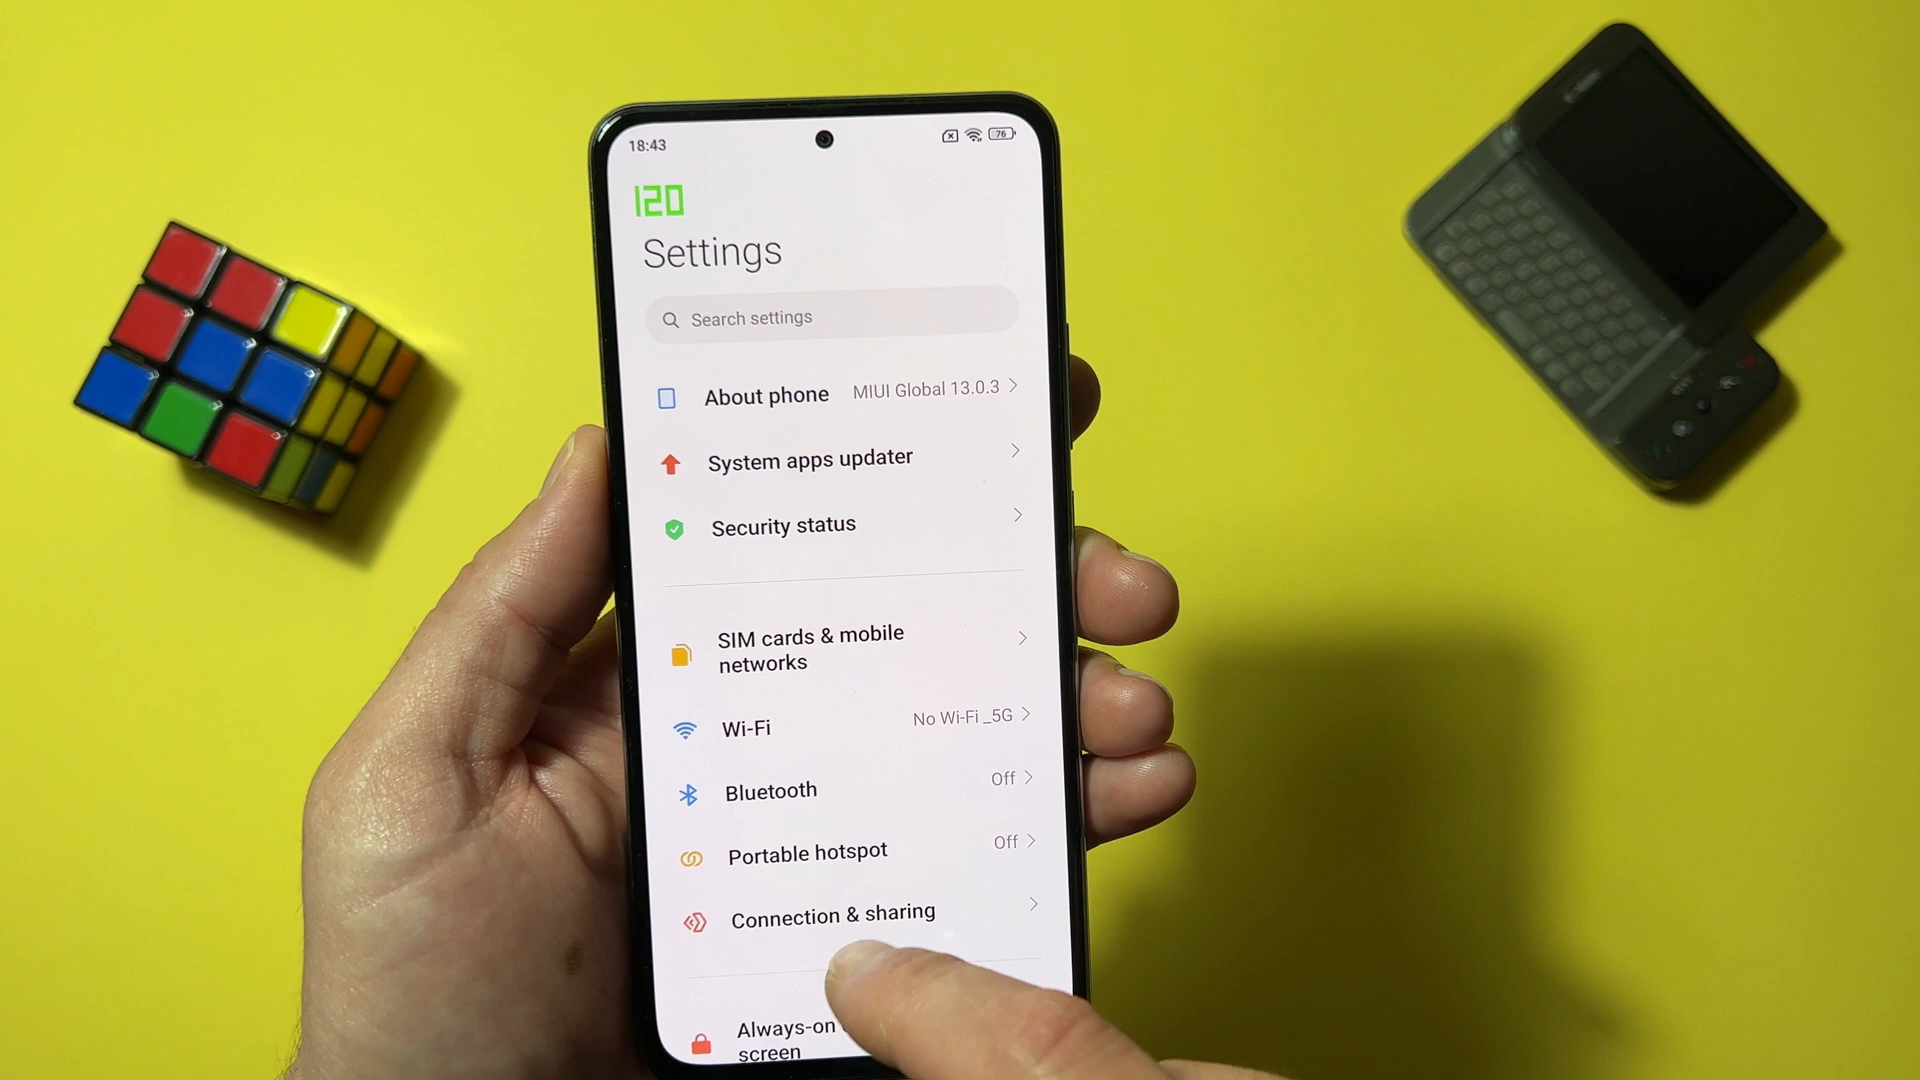 18:43
76
120
Settings
Search settings
About phone MIUI Global 13.0.3
System apps updater
Security status
SIM cards & mobile
networks
Wi-Fi No Wi-Fi _5G
Bluetooth Off
Portable hotspot Off
Connection & sharing
Always-on
screen